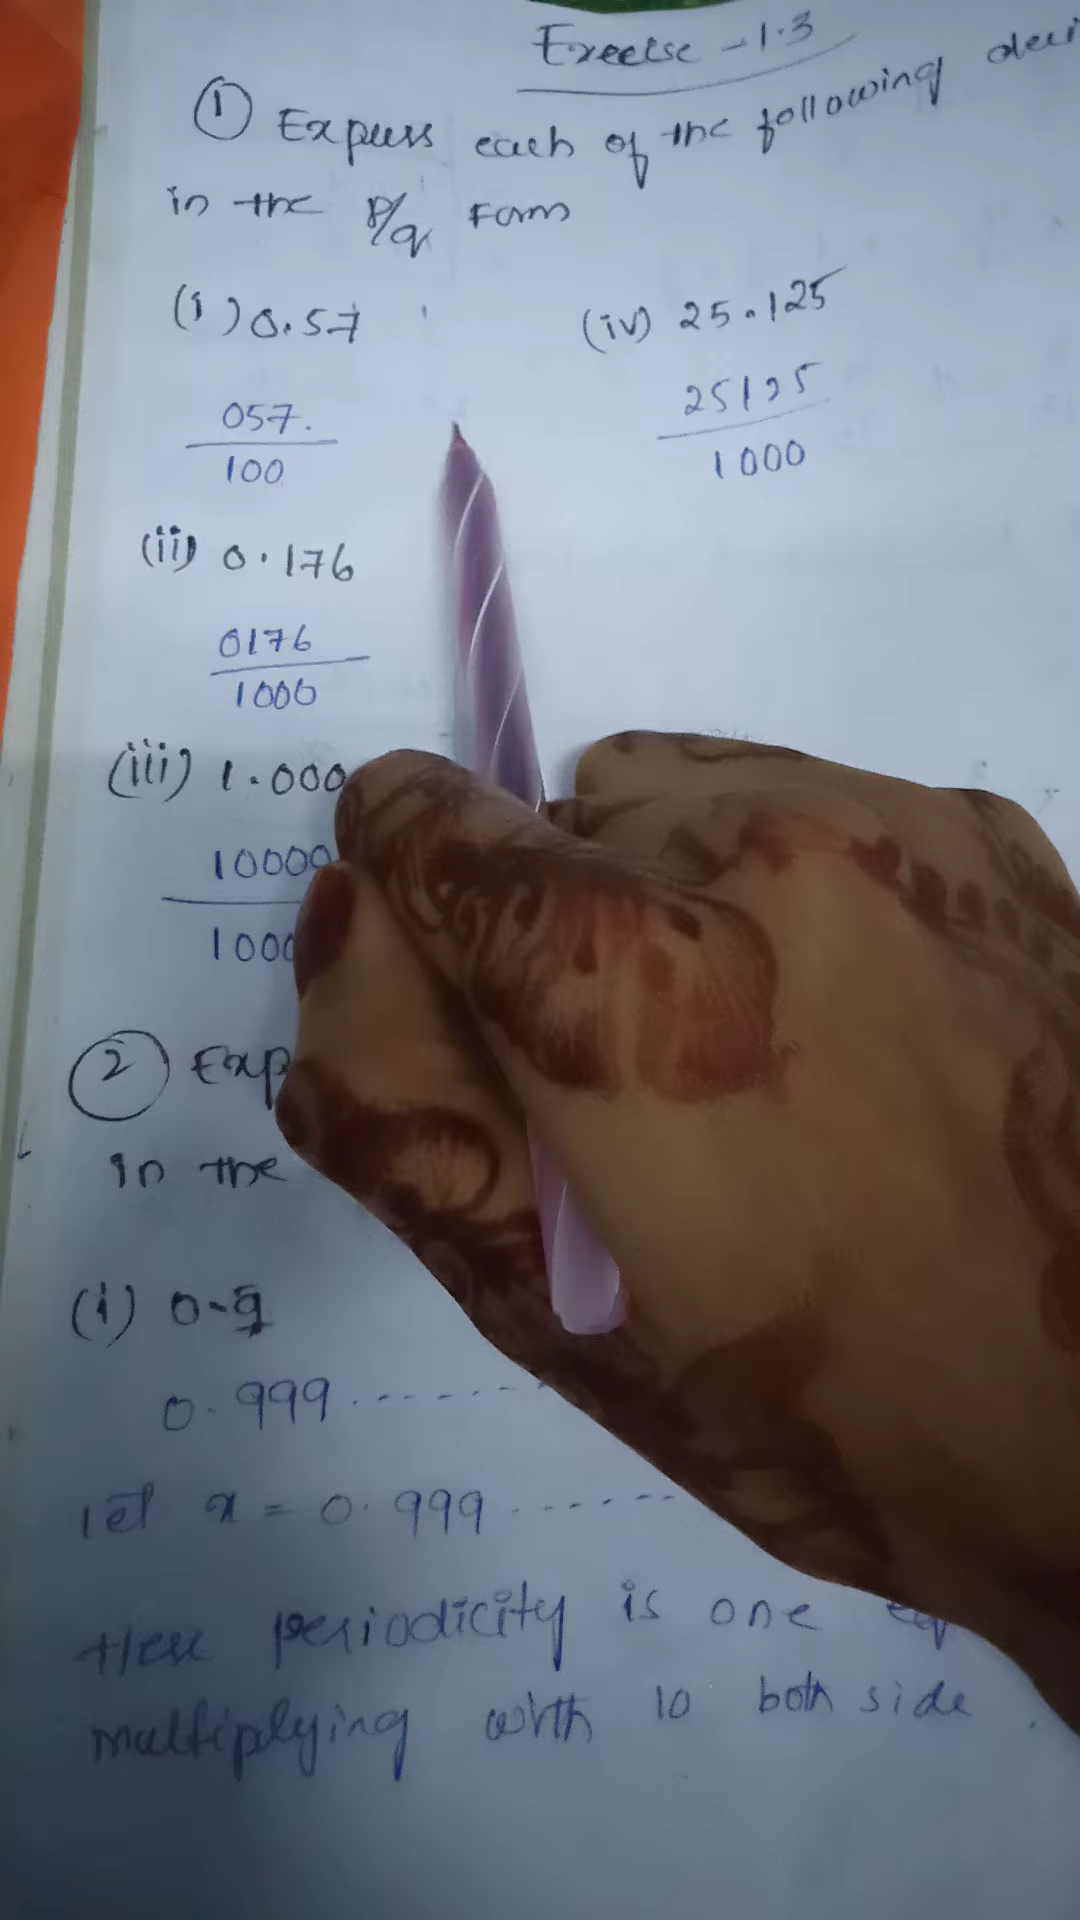 Exercise - 1.3
① Express each of the following deci
in the P/q Form
(i) 0.57
(iv) 25.125
057.
100
25125
1000
(ii) 0.176
0176
1000
(iii) 1.000
10000
1000
② Exp
in the
(i) 0.9
0.999.......
let x = 0.999.......
Here periodicity is one
multiplying with 10 both side.